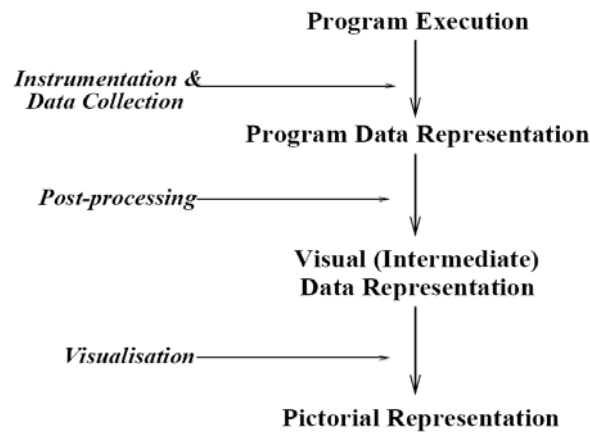 Program Execution
Instrumentation &
Data Collection
Program Data Representation
Post-processing
Visual (Intermediate)
Data Representation
Visualisation
Pictorial Representation